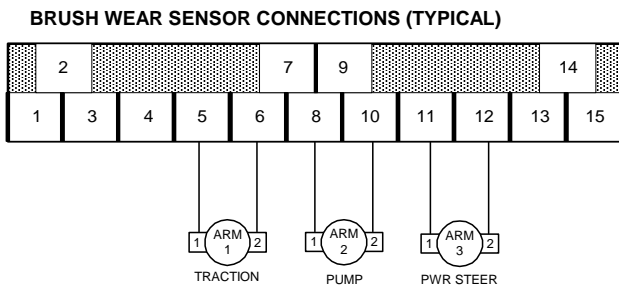 BRUSH WEAR SENSOR CONNECTIONS (TYPICAL)
2 7 9 14
1 3 4 5 6 8 10 11 12 13 15
1 ARM 1 2 1 ARM 2 2 1 ARM 3 2
TRACTION PUMP PWR STEER